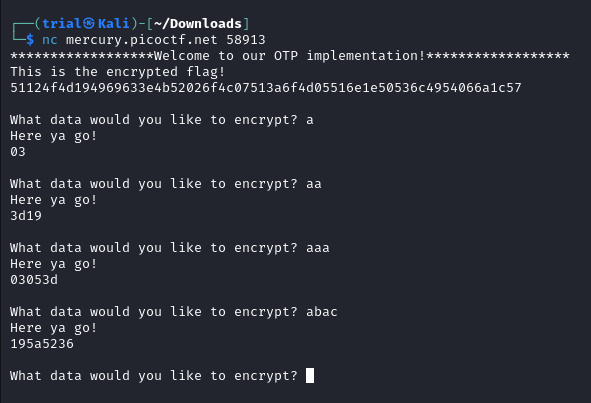 ┌──(trial㉿Kali)-[~/Downloads]
└─$ nc mercury.picoctf.net 58913
******************Welcome to our OTP implementation!******************
This is the encrypted flag!
51124f4d194969633e4b52026f4c07513a6f4d05516e1e50536c4954066a1c57

What data would you like to encrypt? a
Here ya go!
03

What data would you like to encrypt? aa
Here ya go!
3d19

What data would you like to encrypt? aaa
Here ya go!
03053d

What data would you like to encrypt? abac
Here ya go!
195a5236

What data would you like to encrypt?